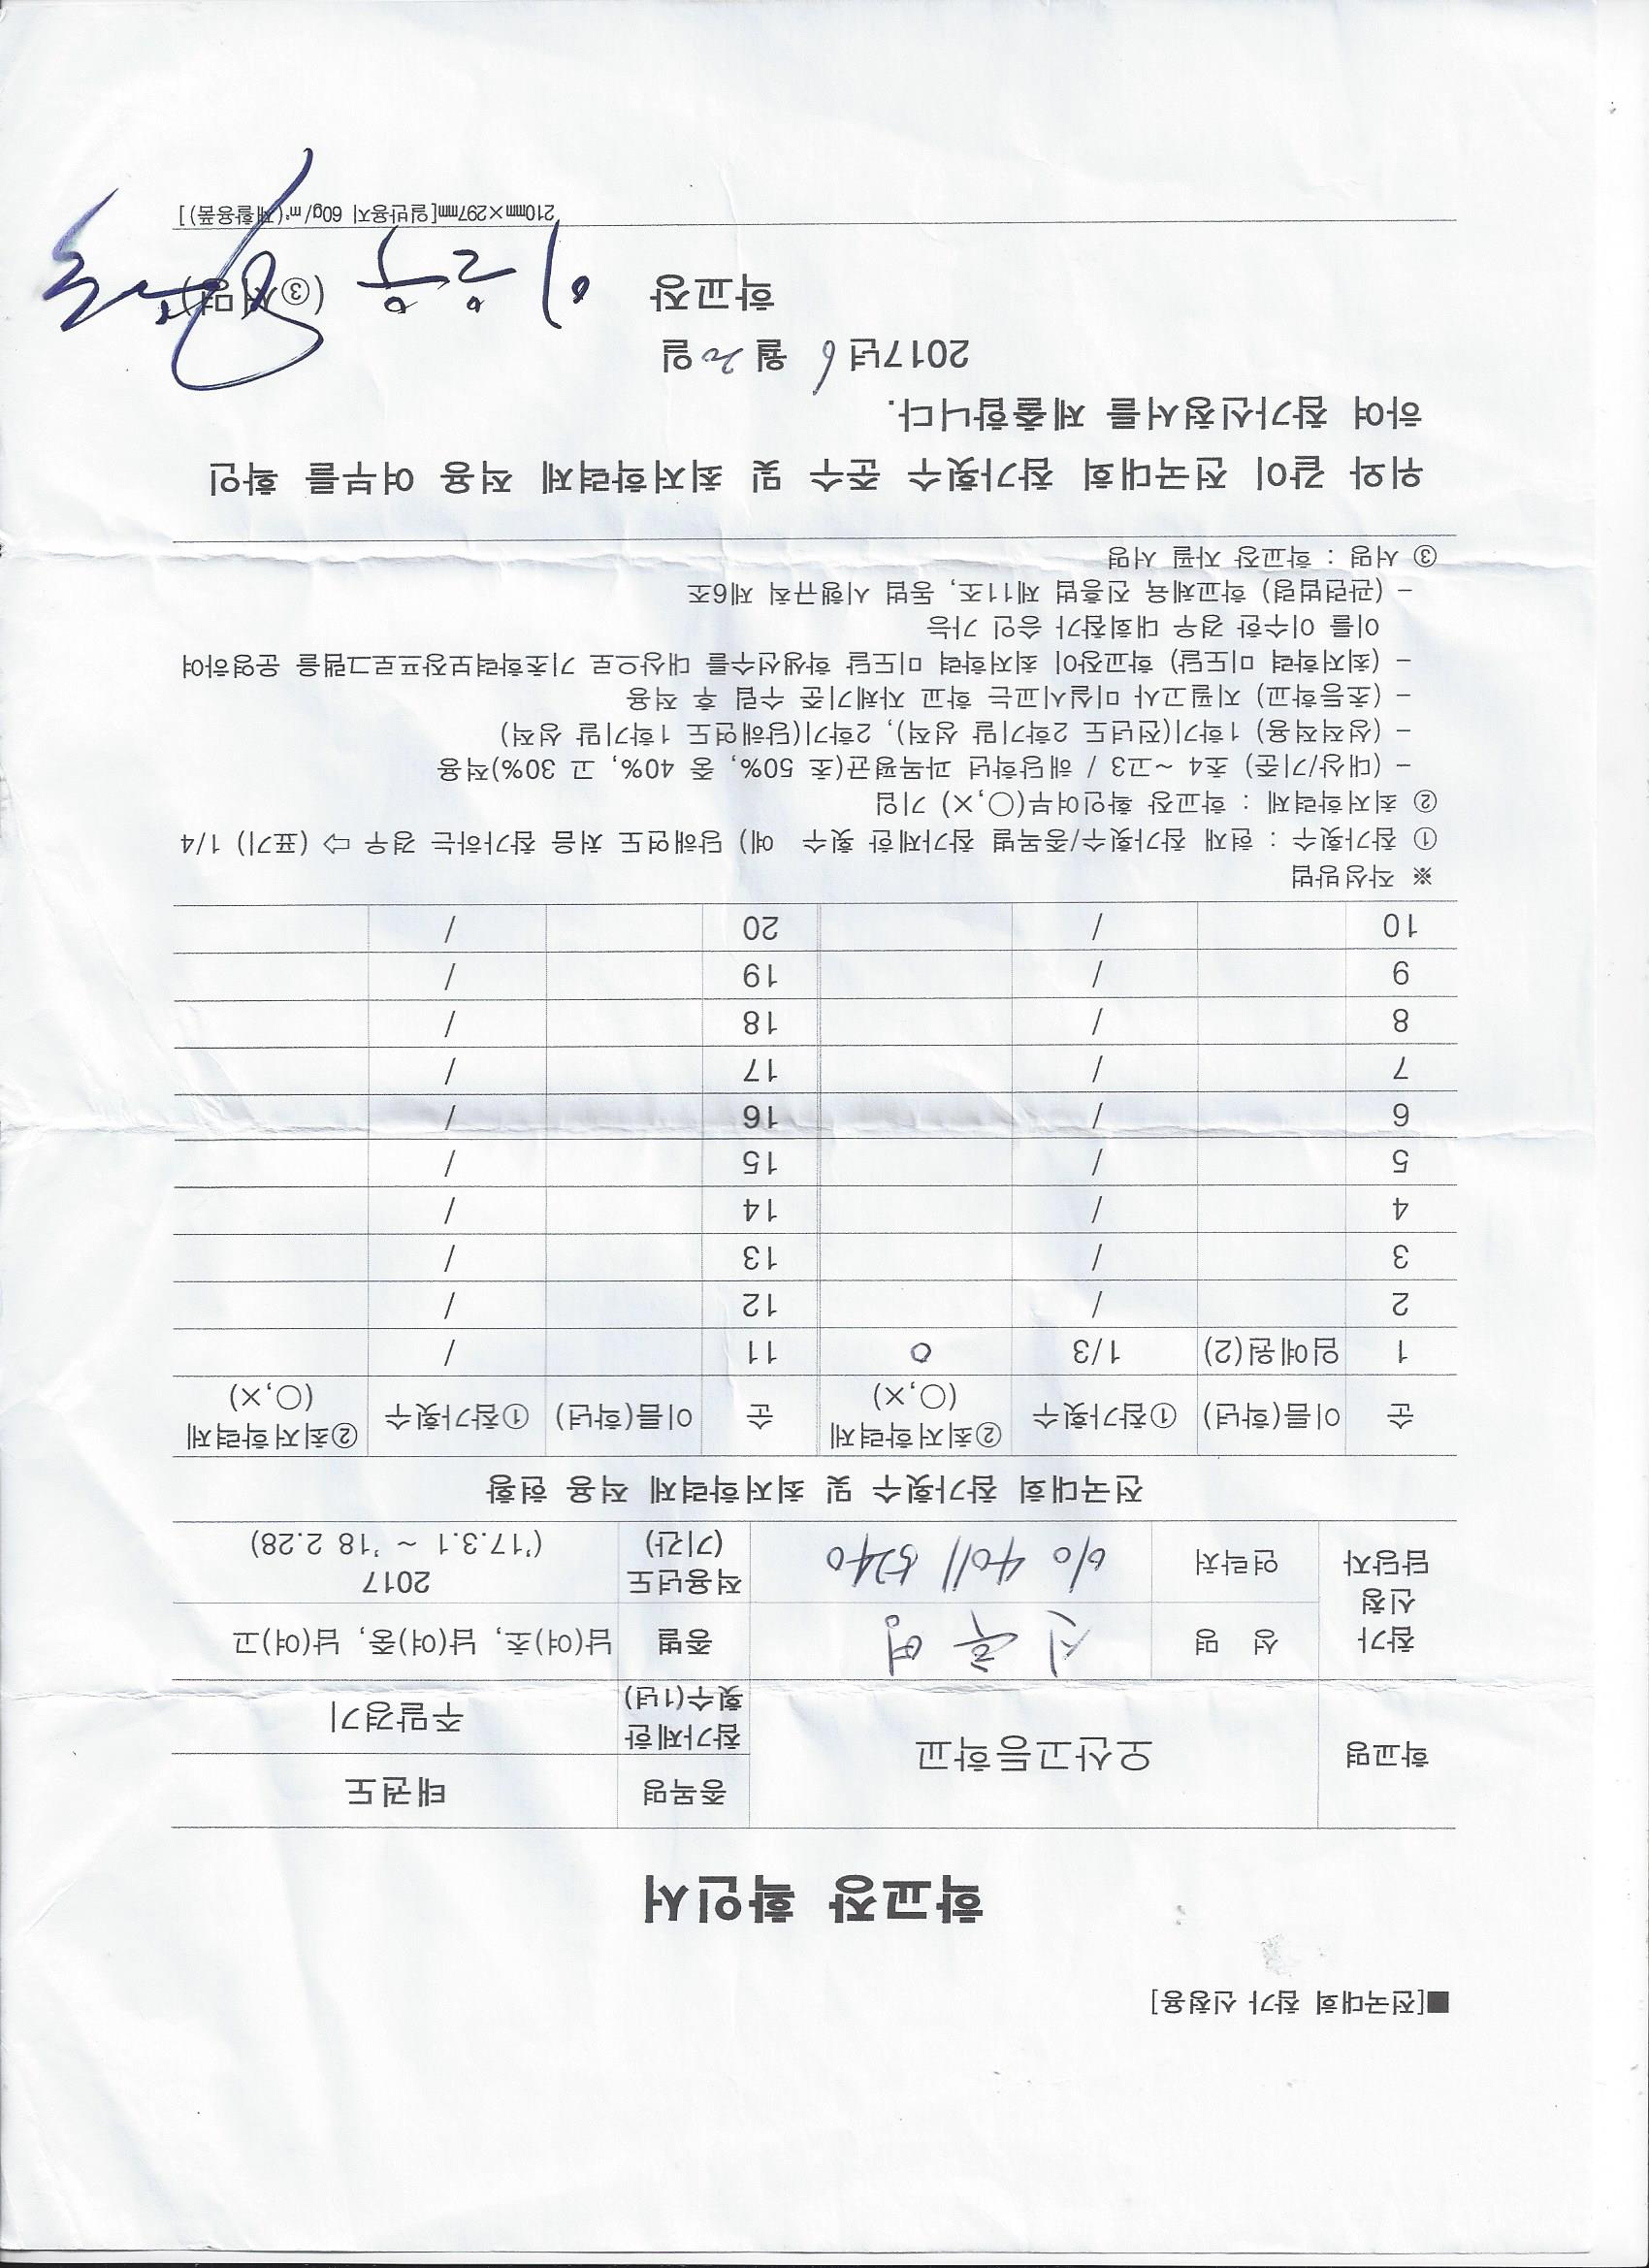 ■[전국대회 참가 신청용]
학교장 확인서
학교명 오산고등학교 종목명 태권도
참가제한 횟수(1년) 주말경기
참가 신청 담당자 성 명 신 종별 남(여)초, 남(여)중, 남(여)고
연락처 010 4011 5240 적용년도 (기간) 2017 ('17.3.1 ~ '18 2.28)
전국대회 참가횟수 및 최저학력제 적용 현황
순 이름(학년) ①참가횟수 ②최저학력제 (○,×) 순 이름(학년) ①참가횟수 ②최저학력제 (○,×)
1 임예원(2) 1/3 O 11 /
2 / 12 /
3 / 13 /
4 / 14 /
5 / 15 /
6 / 16 /
7 / 17 /
8 / 18 /
9 / 19 /
10 / 20 /
※ 작성방법
① 참가횟수 : 현재 참가회수/종목별 참가제한 횟수 예) 당해연도 처음 참가하는 경우 ⇨ (표기) 1/4
② 최저학력제 : 학교장 확인여부(○,×) 기입
- (대상/기준) 초4 ~고3 / 해당학년 과목평균(초 50%, 중 40%, 고 30%)적용
- (성적적용) 1학기(전년도 2학기말 성적), 2학기(당해연도 1학기말 성적)
- (초등학교) 지필고사 미실시교는 학교 자체기준 수립 후 적용
- (최저학력 미도달) 학교장이 최저학력 미도달 학생선수를 대상으로 기초학력보장프로그램을 운영하여
이를 이수한 경우 대회참가 승인 가능
- (관련법령) 학교체육 진흥법 제11조, 동법 시행규칙 제6조
③ 서명 : 학교장 자필 서명
위와 같이 전국대회 참가횟수 준수 및 최저학력제 적용 여부를 확인
하여 참가신청서를 제출합니다.
2017년 6 월 20 일
학교장 (③서명)
210mm×297mm[일반용지 60g/㎡(재활용품)]